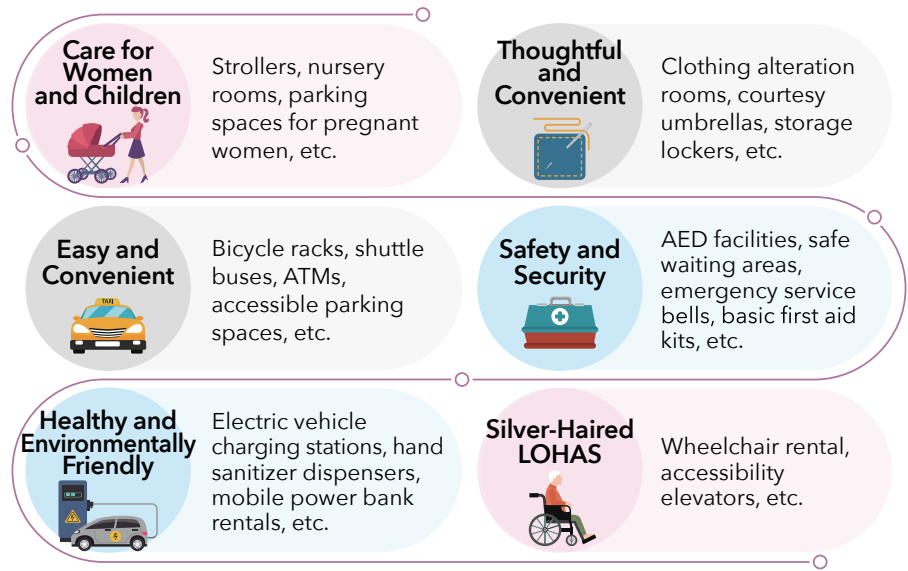 Care for
Women
and Children
Strollers, nursery
rooms, parking
spaces for pregnant
women, etc.
Thoughtful
and
Convenient
Clothing alteration
rooms, courtesy
umbrellas, storage
lockers, etc.
Easy and
Convenient
TAXI
Bicycle racks, shuttle
buses, ATMs,
accessible parking
spaces, etc.
Safety and
Security
AED facilities, safe
waiting areas,
emergency service
bells, basic first aid
kits, etc.
Healthy and
Environmentally
Friendly
Electric vehicle
charging stations, hand
sanitizer dispensers,
mobile power bank
rentals, etc.
Silver-Haired
LOHAS
Wheelchair rental,
accessibility
elevators, etc.